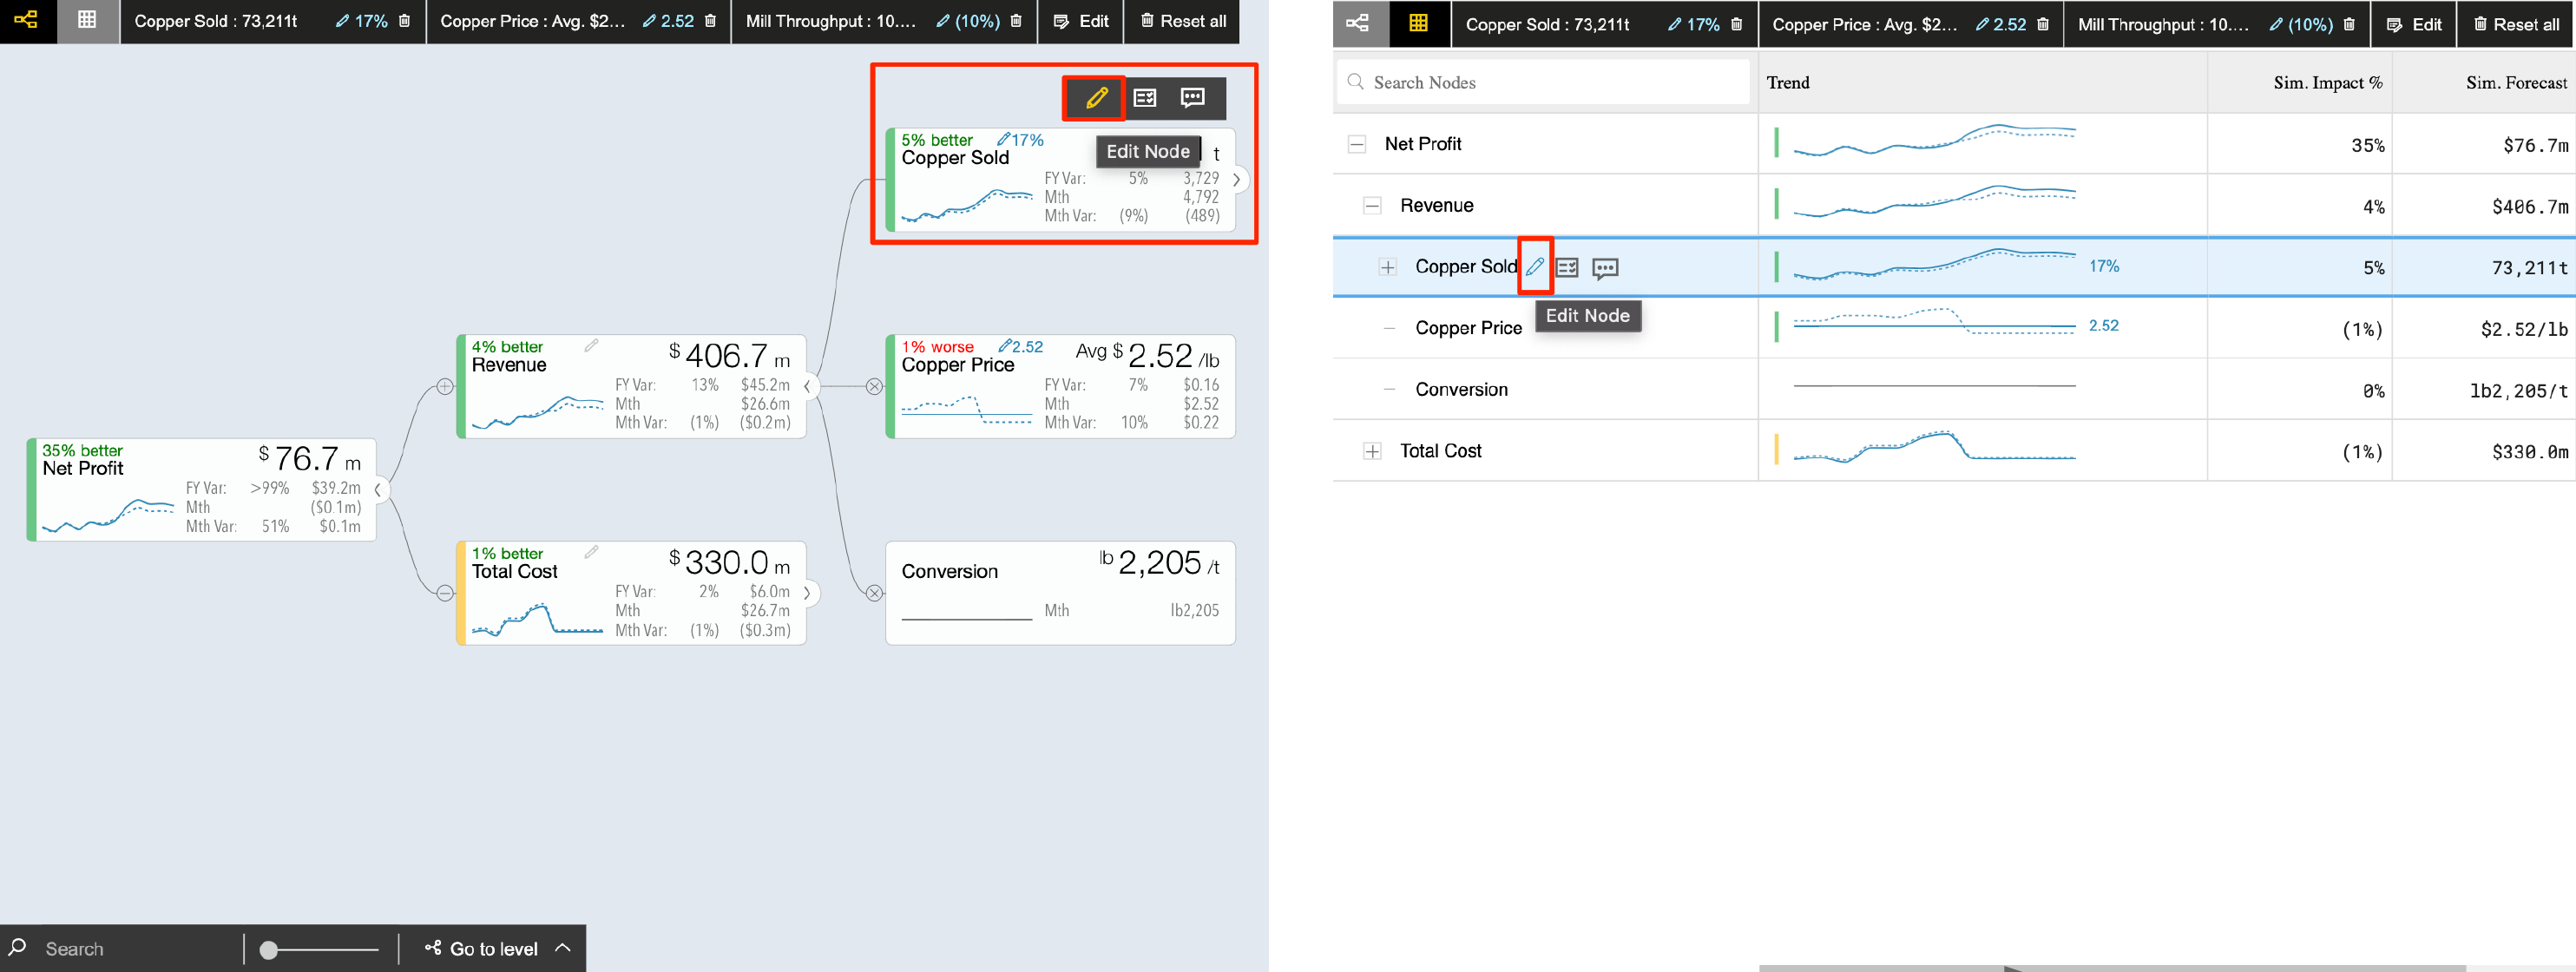 Copper Sold : 73,211t 17% Copper Price : Avg. $2... 2.52 Mill Throughput : 10.... (10%) Edit Reset all
5% better 17%
Copper Sold t
Edit Node
FY Var: 5% 3,729
Mth 4,792
Mth Var: (9%) (489)
4% better
Revenue $ 406.7 m
FY Var: 13% $45.2m
Mth $26.6m
Mth Var: (1%) ($0.2m)
1% worse 2.52
Copper Price Avg $ 2.52 /lb
FY Var: 7% $0.16
Mth $2.52
Mth Var: 10% $0.22
35% better
Net Profit $ 76.7 m
FY Var: >99% $39.2m
Mth ($0.1m)
Mth Var: 51% $0.1m
1% better
Total Cost $ 330.0 m
FY Var: 2% $6.0m
Mth $26.7m
Mth Var: (1%) ($0.3m)
Conversion lb 2,205 /t
Mth lb2,205
Search Go to level
Copper Sold : 73,211t 17% Copper Price : Avg. $2... 2.52 Mill Throughput : 10.... (10%) Edit Reset all
Search Nodes Trend Sim. Impact % Sim. Forecast
Net Profit 35% $76.7m
Revenue 4% $406.7m
Copper Sold 17% 5% 73,211t
Edit Node
Copper Price 2.52 (1%) $2.52/lb
Conversion 0% lb2,205/t
Total Cost (1%) $330.0m